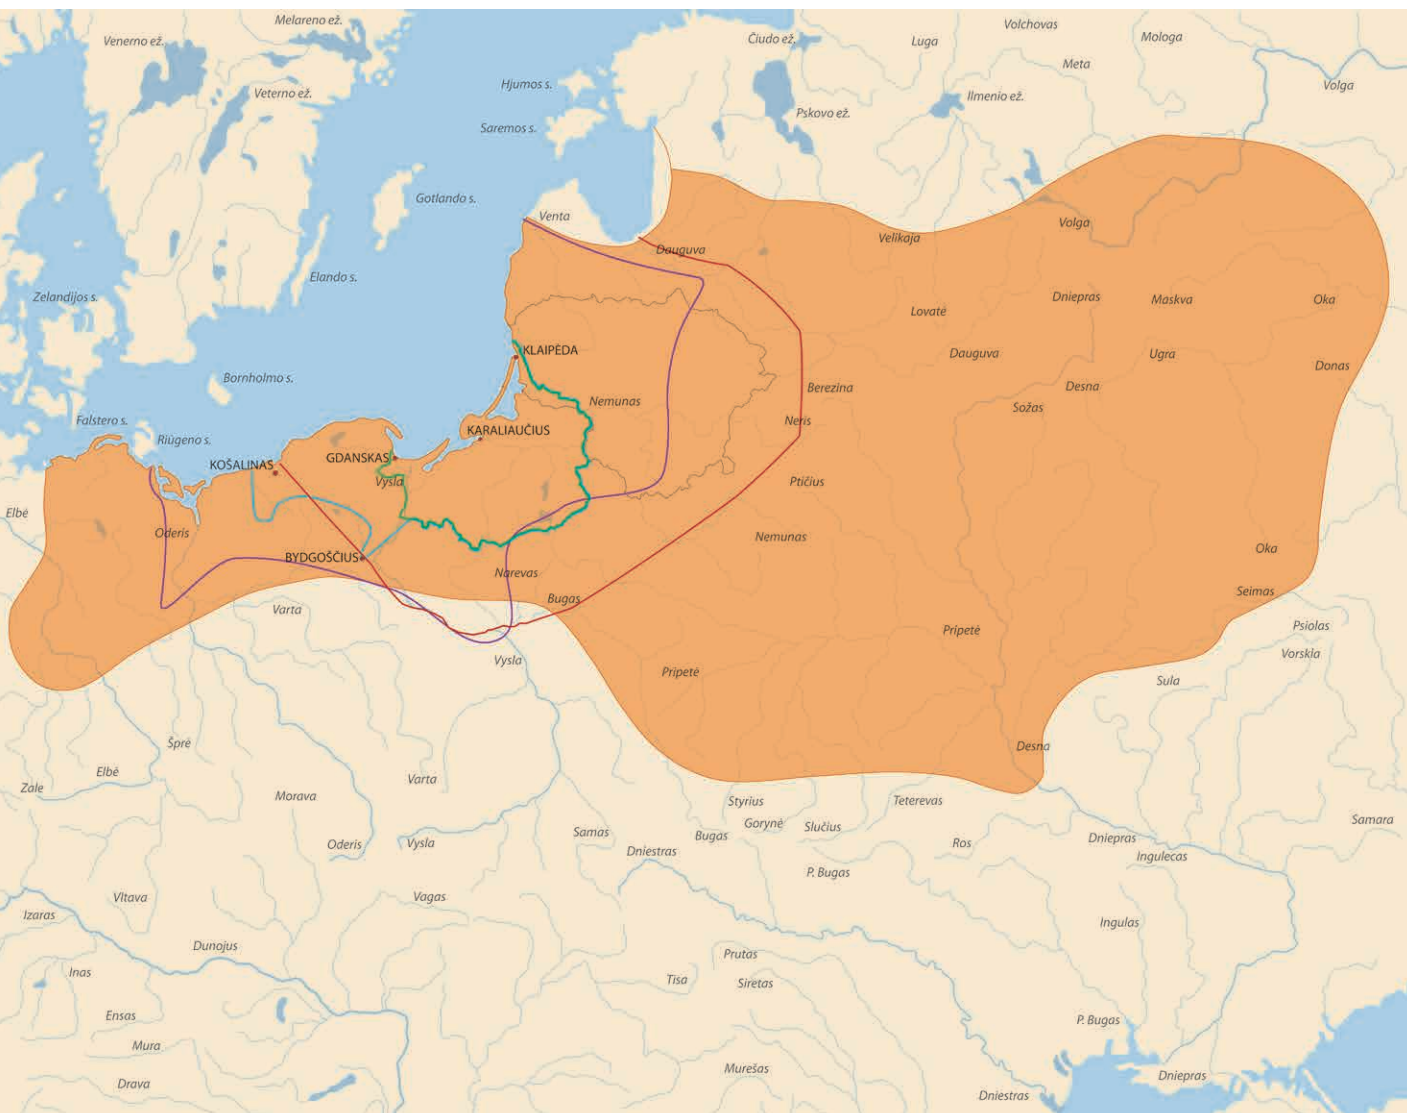 Melareno ež.
Venerno ež.
Veterno ež.
Volchovas
Mologa
Čiudo ež.
Luga
Meta
Hjumos s.
Volga
Ilmenio ež.
Pskovo ež.
Saremos s.
Gotlando s.
Venta
Volga
Velikaja
Dauguva
Elando s.
Zelandijos s.
Dniepras
Maskva
Oka
Lovatė
KLAIPĖDA
Dauguva
Ugra
Donas
Bornholmo s.
Berezina
Desna
Nemunas
Sožas
Falstero s.
Neris
KARALIAUČIUS
Riūgeno s.
GDANSKAS
KOŠALINAS
Vysla
Ptičius
Elbė
Oderis
Nemunas
Oka
BYDGOŠČIUS
Narevas
Seimas
Bugas
Varta
Psiolas
Pripetė
Vorskla
Vysla
Pripetė
Sula
Šprė
Desna
Elbė
Varta
Zale
Morava
Styrius
Teterevas
Gorynė
Slučius
Samara
Samas
Bugas
Dniepras
Oderis
Vysla
Ros
Dniestras
Ingulecas
P. Bugas
Vltava
Vagas
Izaras
Ingulas
Dunojus
Prutas
Inas
Tisa
Siretas
Ensas
P. Bugas
Mura
Murešas
Dniepras
Drava
Dniestras